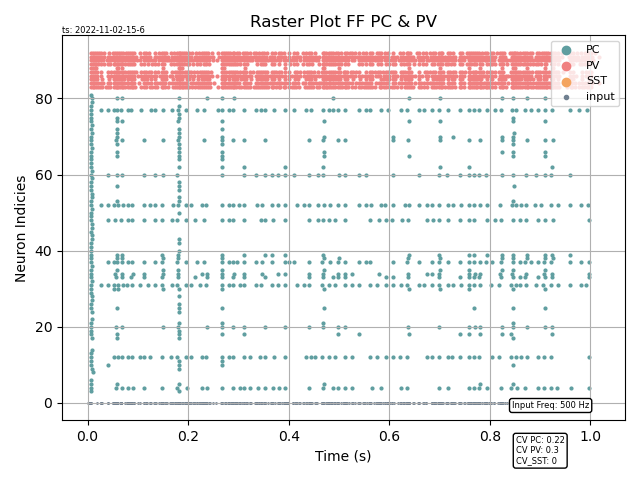 ts: 2022-11-02-15-6
Raster Plot FF PC & PV
PC
PV
SST
input
80
60
40
20
0
Neuron Indicies
Input Freq: 500 Hz
0.0 0.2 0.4 0.6 0.8 1.0
Time (s)
CV PC: 0.22
CV PV: 0.3
CV_SST: 0